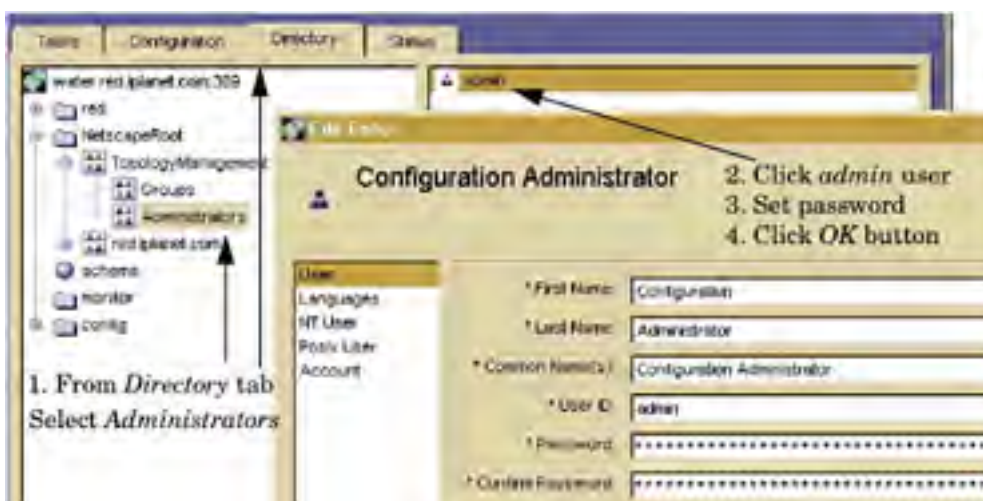 Tasks Configuration Directory Status
water.red.iplanet.com:389
admin
red
NetscapeRoot
Edit Entry
TopologyManagement
Configuration Administrator
2. Click admin user
Groups
3. Set password
Administrators
4. Click OK button
red.iplanet.com
schema
User
monitor
* First Name: Configuration
Languages
config
NT User
* Last Name: Administrator
Posix User
Account
* Common Name(s): Configuration Administrator
1. From Directory tab
Select Administrators
* User ID: admin
* Password:
* Confirm Password: